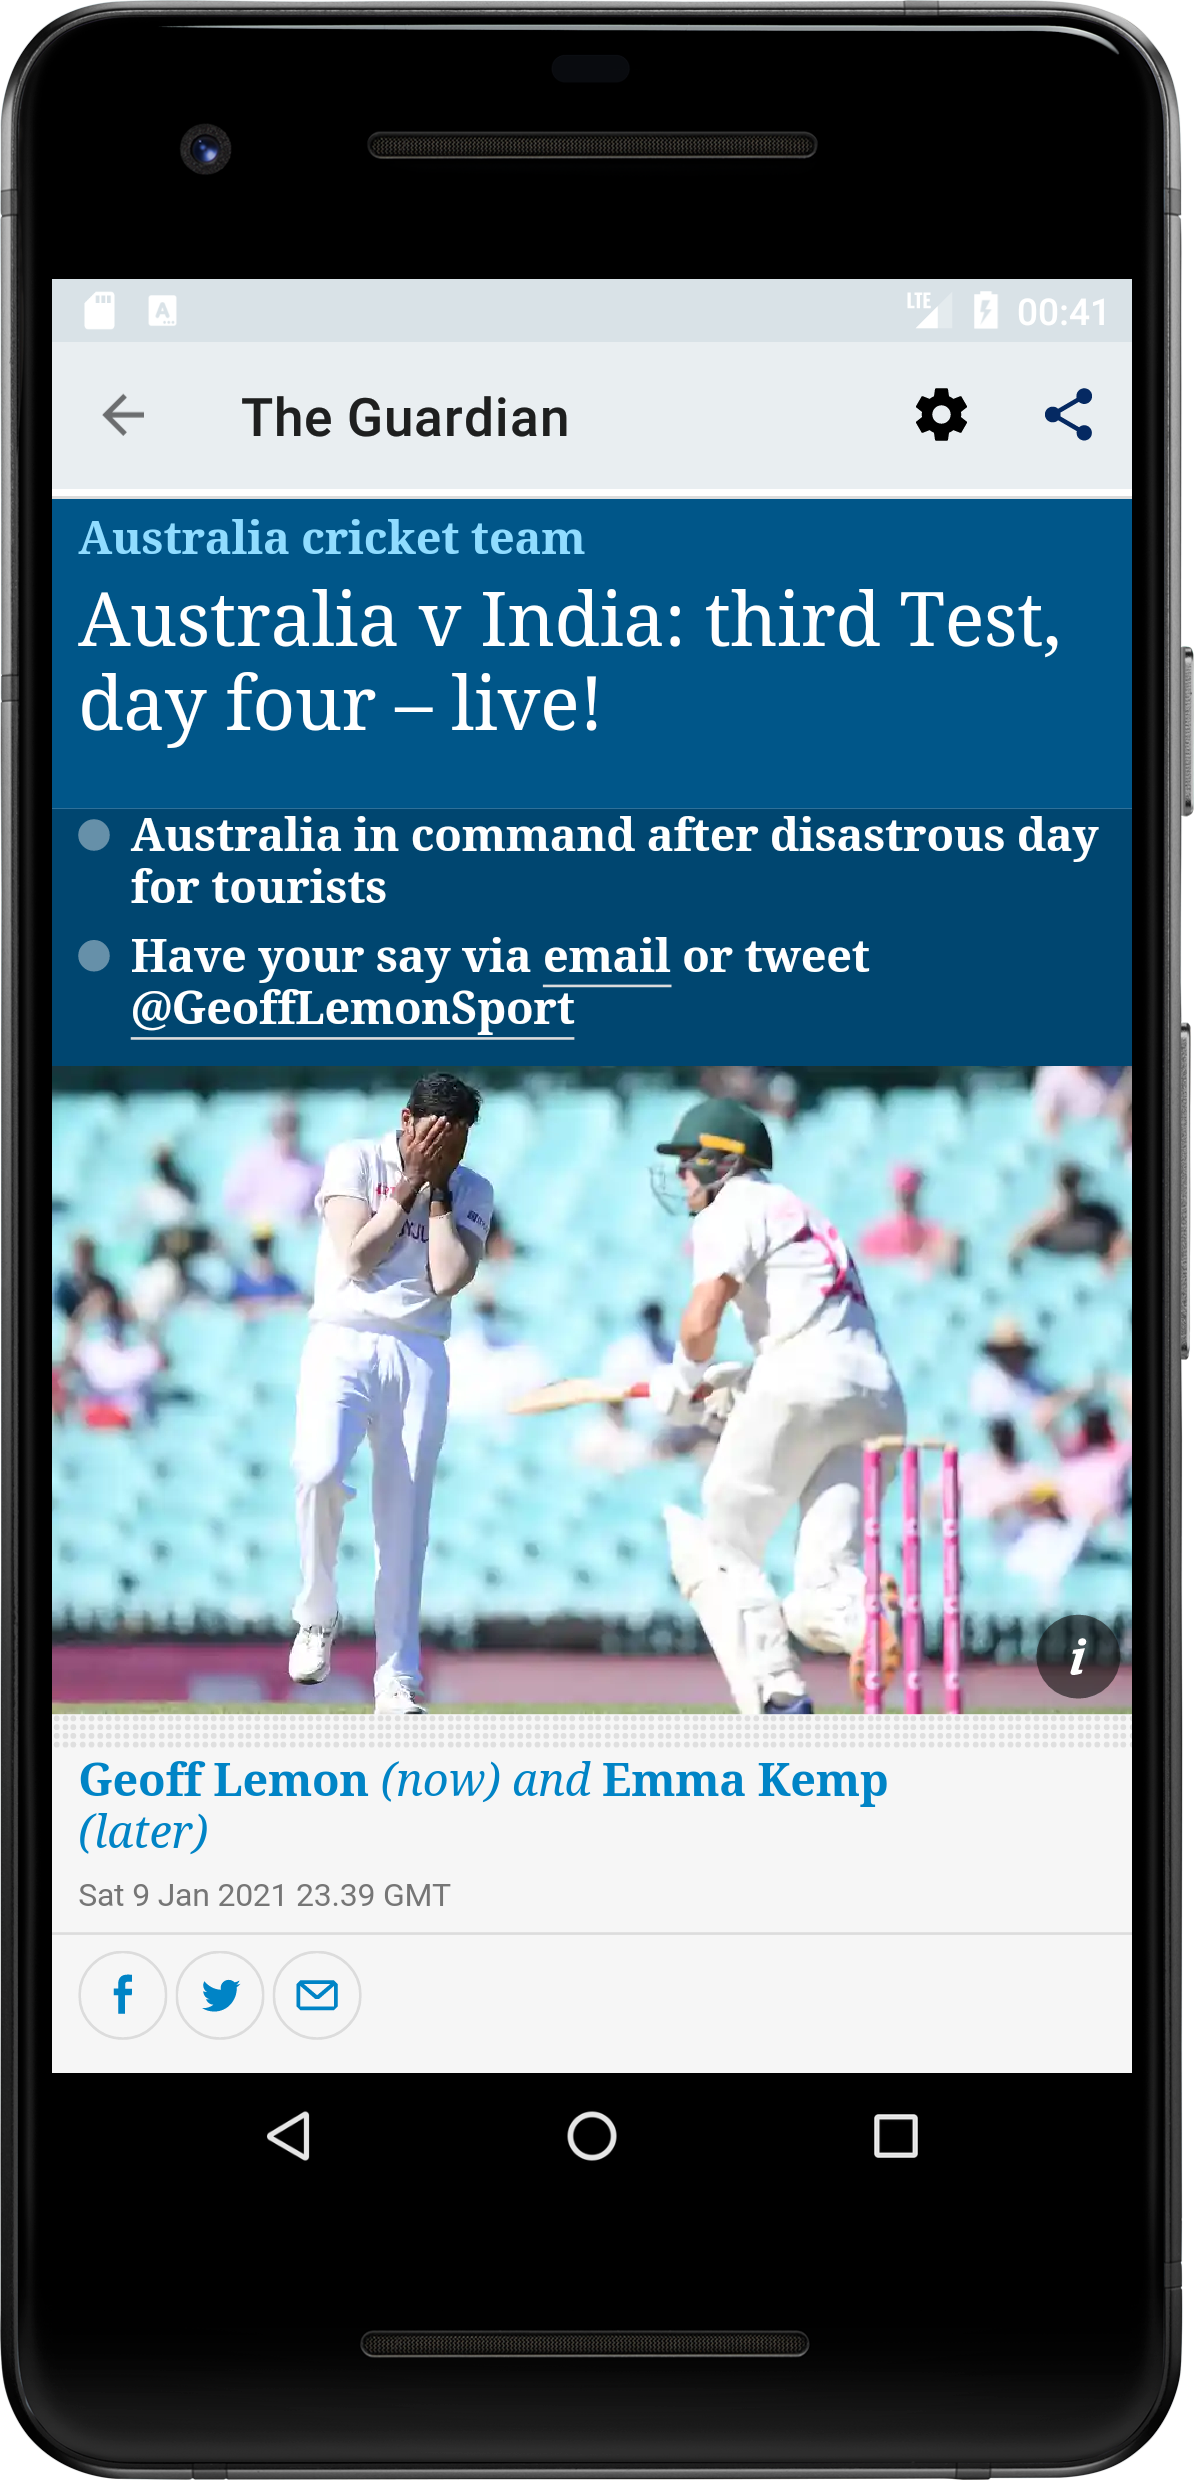 LTE 00:41
The Guardian
Australia cricket team
Australia v India: third Test,
day four – live!
Australia in command after disastrous day
for tourists
Have your say via email or tweet
@GeoffLemonSport
i
Geoff Lemon (now) and Emma Kemp
(later)
Sat 9 Jan 2021 23.39 GMT